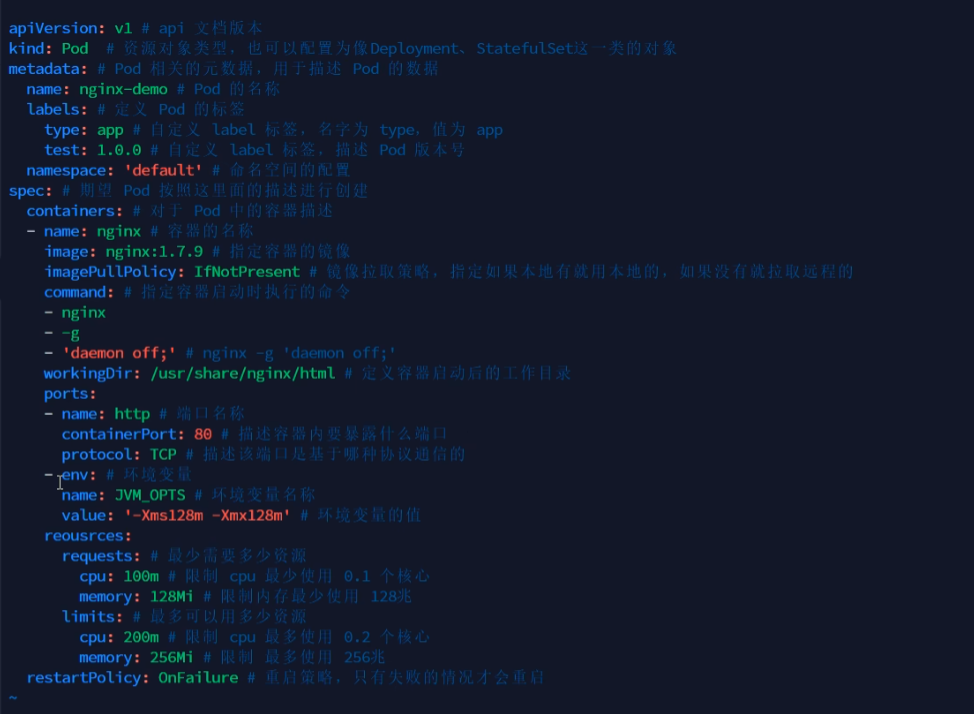 apiVersion: v1 # api 文档版本
kind: Pod  # 资源对象类型，也可以配置为像Deployment、StatefulSet这一类的对象
metadata: # Pod 相关的元数据，用于描述 Pod 的数据
  name: nginx-demo # Pod 的名称
  labels: # 定义 Pod 的标签
    type: app # 自定义 label 标签，名字为 type，值为 app
    test: 1.0.0 # 自定义 label 标签，描述 Pod 版本号
  namespace: 'default' # 命名空间的配置
spec: # 期望 Pod 按照这里面的描述进行创建
  containers: # 对于 Pod 中的容器描述
  - name: nginx # 容器的名称
    image: nginx:1.7.9 # 指定容器的镜像
    imagePullPolicy: IfNotPresent # 镜像拉取策略，指定如果本地有就用本地的，如果没有就拉取远程的
    command: # 指定容器启动时执行的命令
    - nginx
    - -g
    - 'daemon off;' # nginx -g 'daemon off;'
    workingDir: /usr/share/nginx/html # 定义容器启动后的工作目录
    ports:
    - name: http # 端口名称
      containerPort: 80 # 描述容器内要暴露什么端口
      protocol: TCP # 描述该端口是基于哪种协议通信的
    - env: # 环境变量
      name: JVM_OPTS # 环境变量名称
      value: '-Xms128m -Xmx128m' # 环境变量的值
    reousrces:
      requests: # 最少需要多少资源
        cpu: 100m # 限制 cpu 最少使用 0.1 个核心
        memory: 128Mi # 限制内存最少使用 128兆
      limits: # 最多可以用多少资源
        cpu: 200m # 限制 cpu 最多使用 0.2 个核心
        memory: 256Mi # 限制 最多使用 256兆
  restartPolicy: OnFailure # 重启策略，只有失败的情况才会重启
~